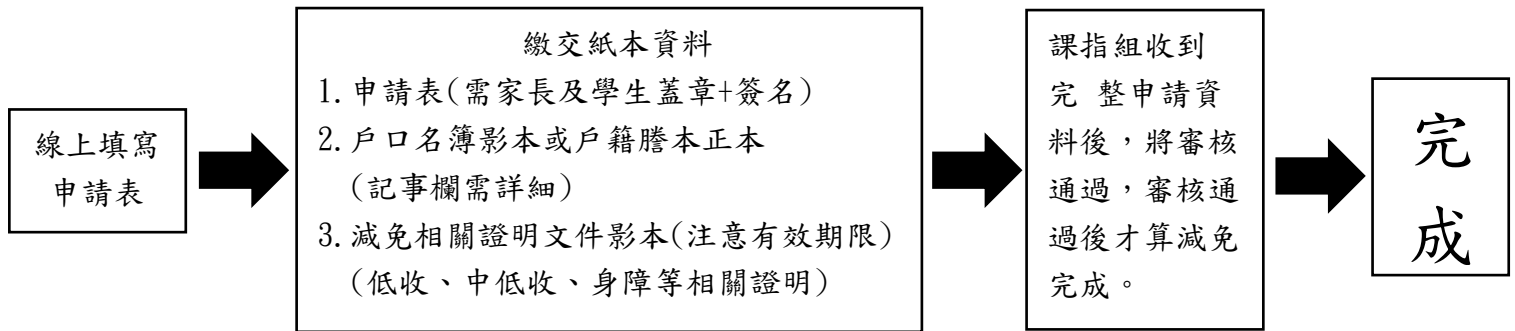 線上填寫
申請表
繳交紙本資料
1.申請表(需家長及學生蓋章+簽名)
2.戶口名簿影本或戶籍謄本正本
(記事欄需詳細)
3.減免相關證明文件影本(注意有效期限)
(低收、中低收、身障等相關證明)
課指組收到
完 整申請資
料後，將審核
通過，審核通
過後才算減免
完成。
完
成